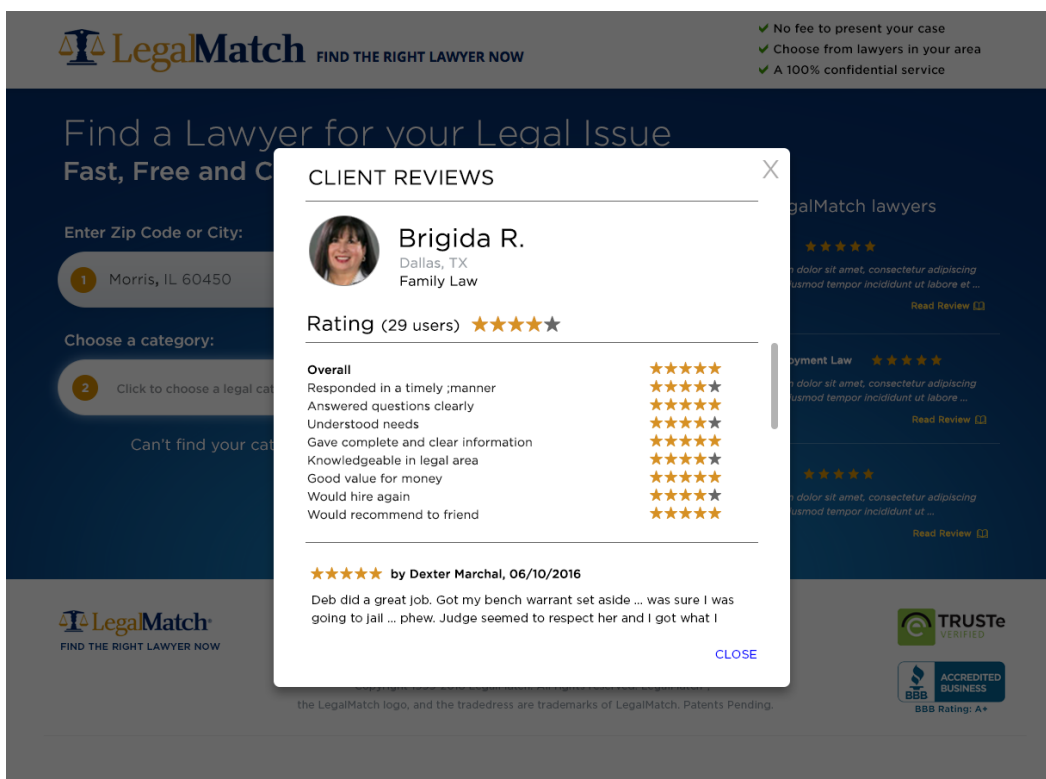 LegalMatch FIND THE RIGHT LAWYER NOW
No fee to present your case
Choose from lawyers in your area
A 100% confidential service
Find a Lawyer for your Legal Issue
Fast, Free and C
Enter Zip Code or City:
1 Morris, IL 60450
Choose a category:
2 Click to choose a legal cat
Can't find your cat
CLIENT REVIEWS
X
Brigida R.
Dallas, TX
Family Law
Rating (29 users)
Overall
Responded in a timely ;manner
Answered questions clearly
Understood needs
Gave complete and clear information
Knowledgeable in legal area
Good value for money
Would hire again
Would recommend to friend
by Dexter Marchal, 06/10/2016
Deb did a great job. Got my bench warrant set aside ... was sure I was
going to jail ... phew. Judge seemed to respect her and I got what I
CLOSE
galMatch lawyers
dolor sit amet, consectetur adipiscing
iusmod tempor incididunt ut labore et ...
Read Review
oyment Law
dolor sit amet, consectetur adipiscing
iusmod tempor incididunt ut labore ...
Read Review
dolor sit amet, consectetur adipiscing
iusmod tempor incididunt ut ...
Read Review
LegalMatch
FIND THE RIGHT LAWYER NOW
the LegalMatch logo, and the tradedress are trademarks of LegalMatch. Patents Pending.
TRUSTe
VERIFIED
BBB
ACCREDITED
BUSINESS
BBB Rating: A+